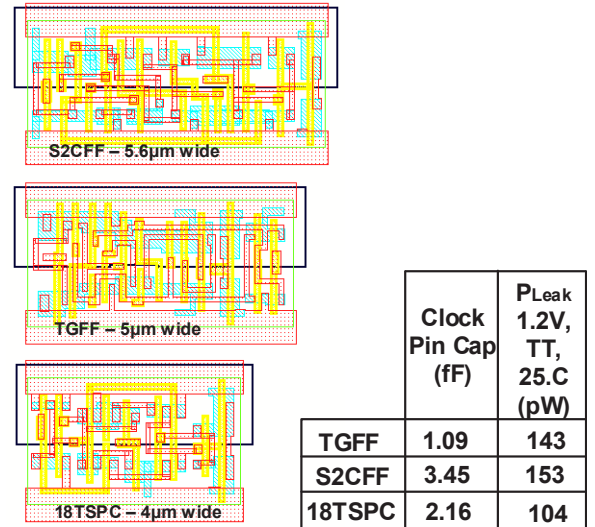 S2CFF – 5.6µm wide
TGFF – 5µm wide
18TSPC – 4µm wide
Clock Pin Cap (fF) PLeak 1.2V, TT, 25.C (pW)
TGFF 1.09 143
S2CFF 3.45 153
18TSPC 2.16 104